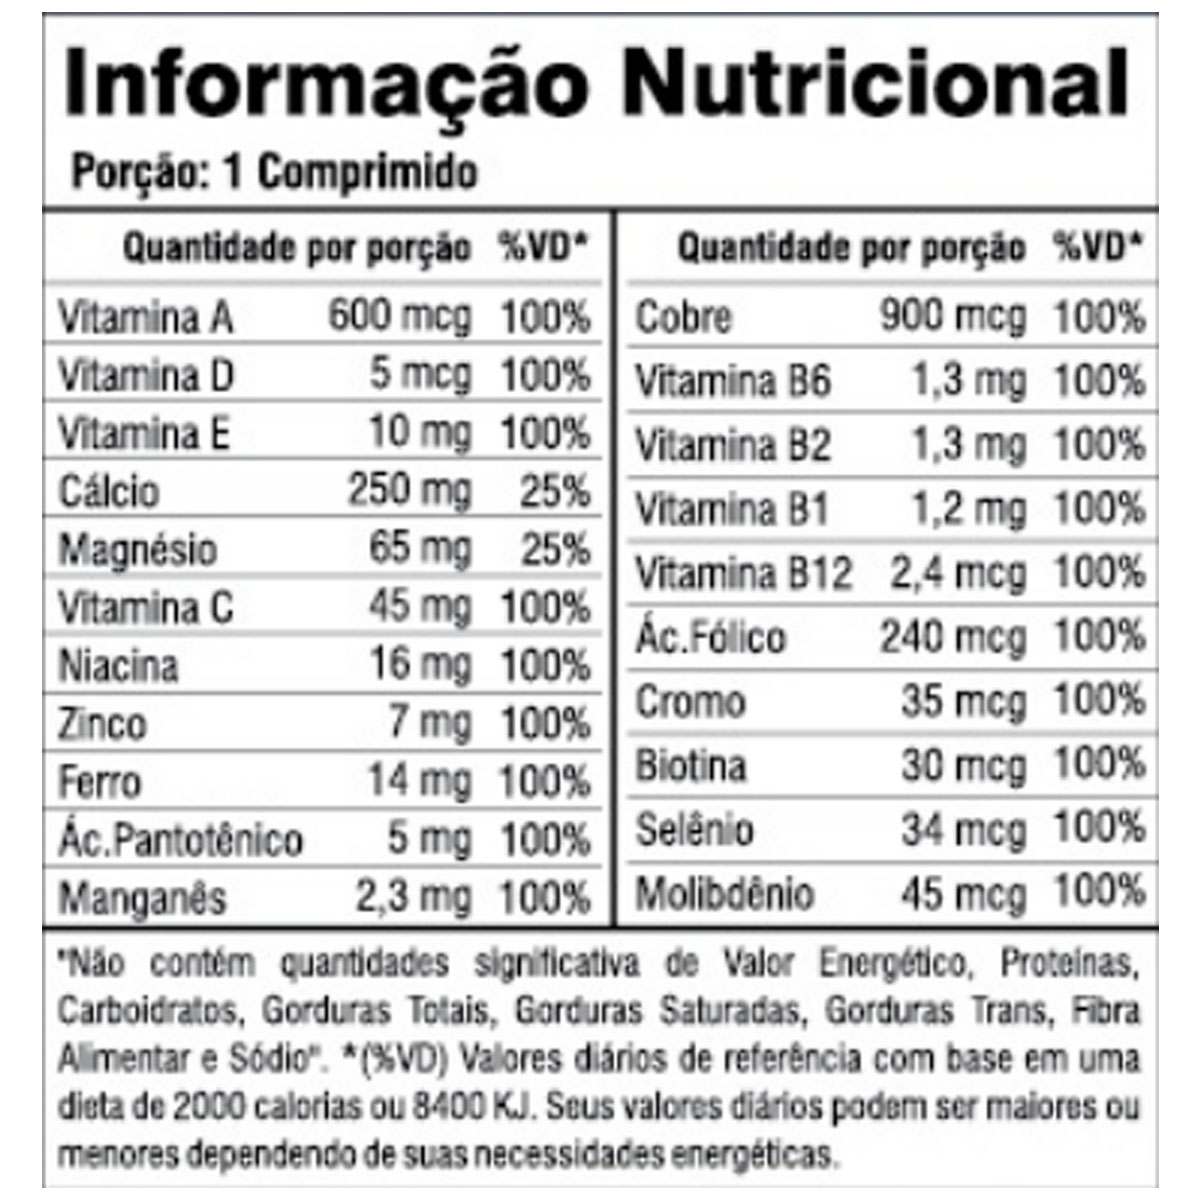 Informação Nutricional
Porção: 1 Comprimido
Quantidade por porção %VD*
Vitamina A 600 mcg 100%
Vitamina D 5 mcg 100%
Vitamina E 10 mg 100%
Cálcio 250 mg 25%
Magnésio 65 mg 25%
Vitamina C 45 mg 100%
Niacina 16 mg 100%
Zinco 7 mg 100%
Ferro 14 mg 100%
Ác.Pantotênico 5 mg 100%
Manganês 2,3 mg 100%
Quantidade por porção %VD*
Cobre 900 mcg 100%
Vitamina B6 1,3 mg 100%
Vitamina B2 1,3 mg 100%
Vitamina B1 1,2 mg 100%
Vitamina B12 2,4 mcg 100%
Ác.Fólico 240 mcg 100%
Cromo 35 mcg 100%
Biotina 30 mcg 100%
Selênio 34 mcg 100%
Molibdênio 45 mcg 100%
"Não contém quantidades significativa de Valor Energético, Proteínas,
Carboidratos, Gorduras Totais, Gorduras Saturadas, Gorduras Trans, Fibra
Alimentar e Sódio". *(%VD) Valores diários de referência com base em uma
dieta de 2000 calorias ou 8400 KJ. Seus valores diários podem ser maiores ou
menores dependendo de suas necessidades energéticas.